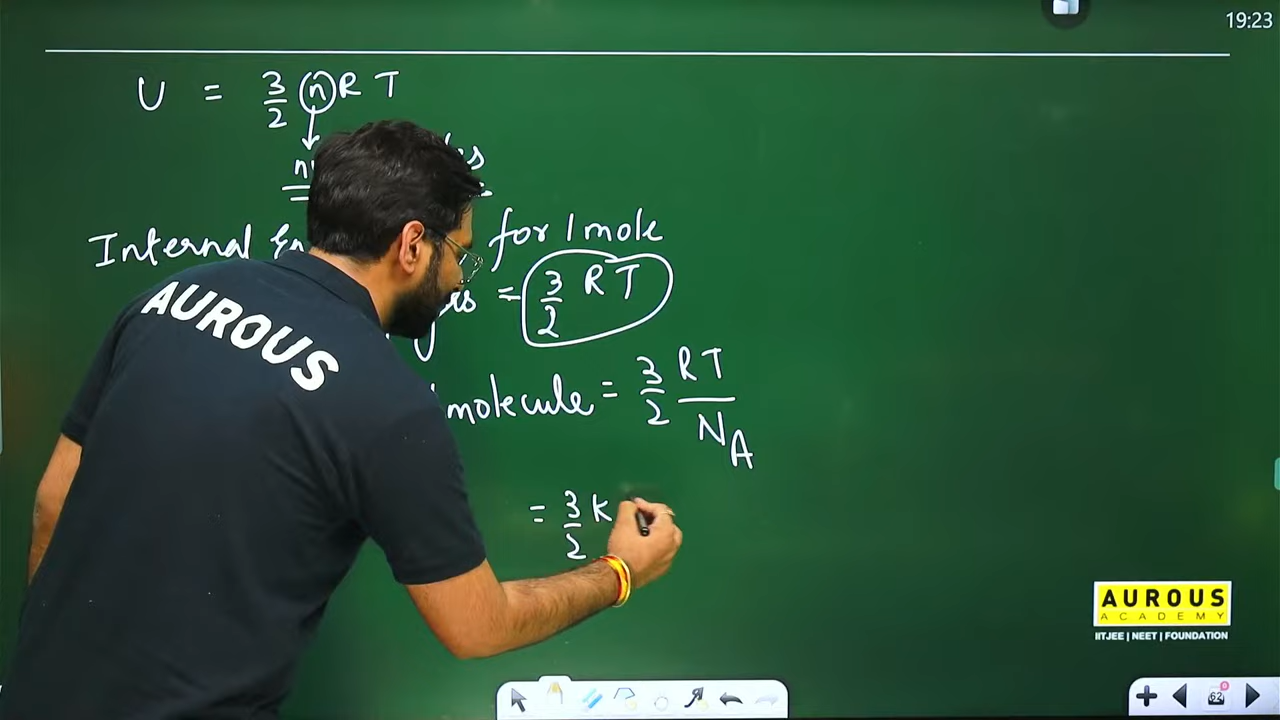 19:23
U = 3/2 n R T
Internal for 1 mole
= 3/2 R T
molecule = 3/2 RT/N_A
= 3/2 K
AUROUS
AUROUS
ACADEMY
IITJEE | NEET | FOUNDATION
62